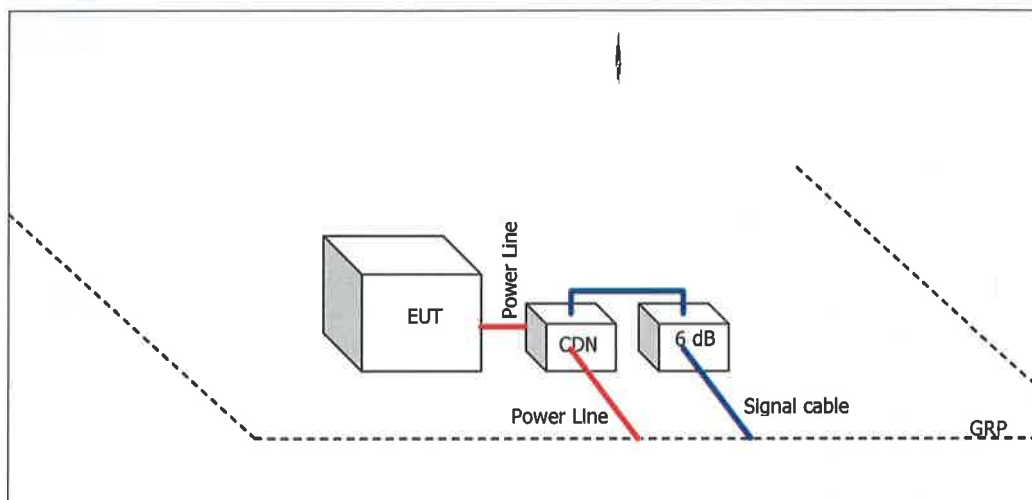 Power Line
EUT
CDN
6 dB
Power Line
Signal cable
GRP